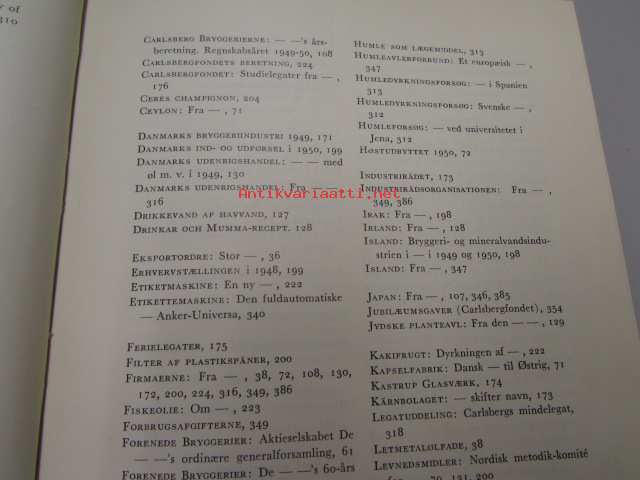 r of
310
CARLSBERG BRYGGERIERNE: — —'s års-
beretning. Regnskabsåret 1949-50, 108
CARLSBERGFONDETS BERETNING, 224
CARLSBERGFONDET: Studielegater fra — ,
176
CERES CHAMPIGNON, 204
CEYLON: Fra — , 71
DANMARKS BRYGGERIINDUSTRI 1949, 171
DANMARKS IND- OG UDFØRSEL I 1950, 199
DANMARKS UDENRIGSHANDEL: — — med
øl m. v. i 1949, 130
DANMARKS UDENRIGSHANDEL: Fra — —
316
DRIKKEVAND AF HAVVAND, 127
DRINKAR OCH MUMMA-RECEPT. 128
EKSPORTORDRE: Stor — , 36
ERHVERVSTÆLLINGEN I 1948, 199
ETIKETMASKINE: En ny — , 222
ETIKETTEMASKINE: Den fuldautomatiske
— Anker-Universa, 340
FERIELEGATER, 175
FILTER AF PLASTIKSPÅNER, 200
FIRMAERNE: Fra — , 38, 72, 108, 130,
172, 200, 224, 316, 349, 386
FISKEOLIE: Om — , 223
FORBRUGSAFGIFTERNE, 349
FORENEDE BRYGGERIER: Aktieselskabet De
— —'s ordinære generalforsamling, 61
FORENEDE BRYGGERIER: De — —'s 60-års
HUMLE SOM LÆGEMIDDEL, 313
HUMLEAVLERFORBUND: Et europæisk — ,
347
HUMLEDYRKNINGSFORSØG: — i Spanien
313
HUMLEDYRKNINGSFORSØG: Svenske — ,
312
HUMLEFORSØG: — ved universitetet i
Jena, 312
HØSTUDBYTTET 1950, 72
INDUSTRIRÅDET, 173
INDUSTRIRÅDSORGANISATIONEN: Fra — ,
349, 386
IRAK: Fra — , 198
IRLAND: Fra — , 128
ISLAND: Bryggeri- og mineralvandsindu-
strien i — i 1949 og 1950, 198
ISLAND: Fra — , 347
JAPAN: Fra — , 107, 346, 385
JUBILÆUMSGAVER (Carlsbergfondet), 354
JYDSKE PLANTEAVL: Fra den — — , 129
KAKIFRUGT: Dyrkningen af — , 222
KAPSELFABRIK: Dansk — til Østrig, 71
KASTRUP GLASVÆRK, 174
KÄRNBOLAGET: — skifter navn, 173
LEGATUDDELING: Carlsbergs mindelegat,
318
LETMETALØLFADE, 38
LEVNEDSMIDLER: Nordisk metodik-komité
200
Antikvariaatti.net